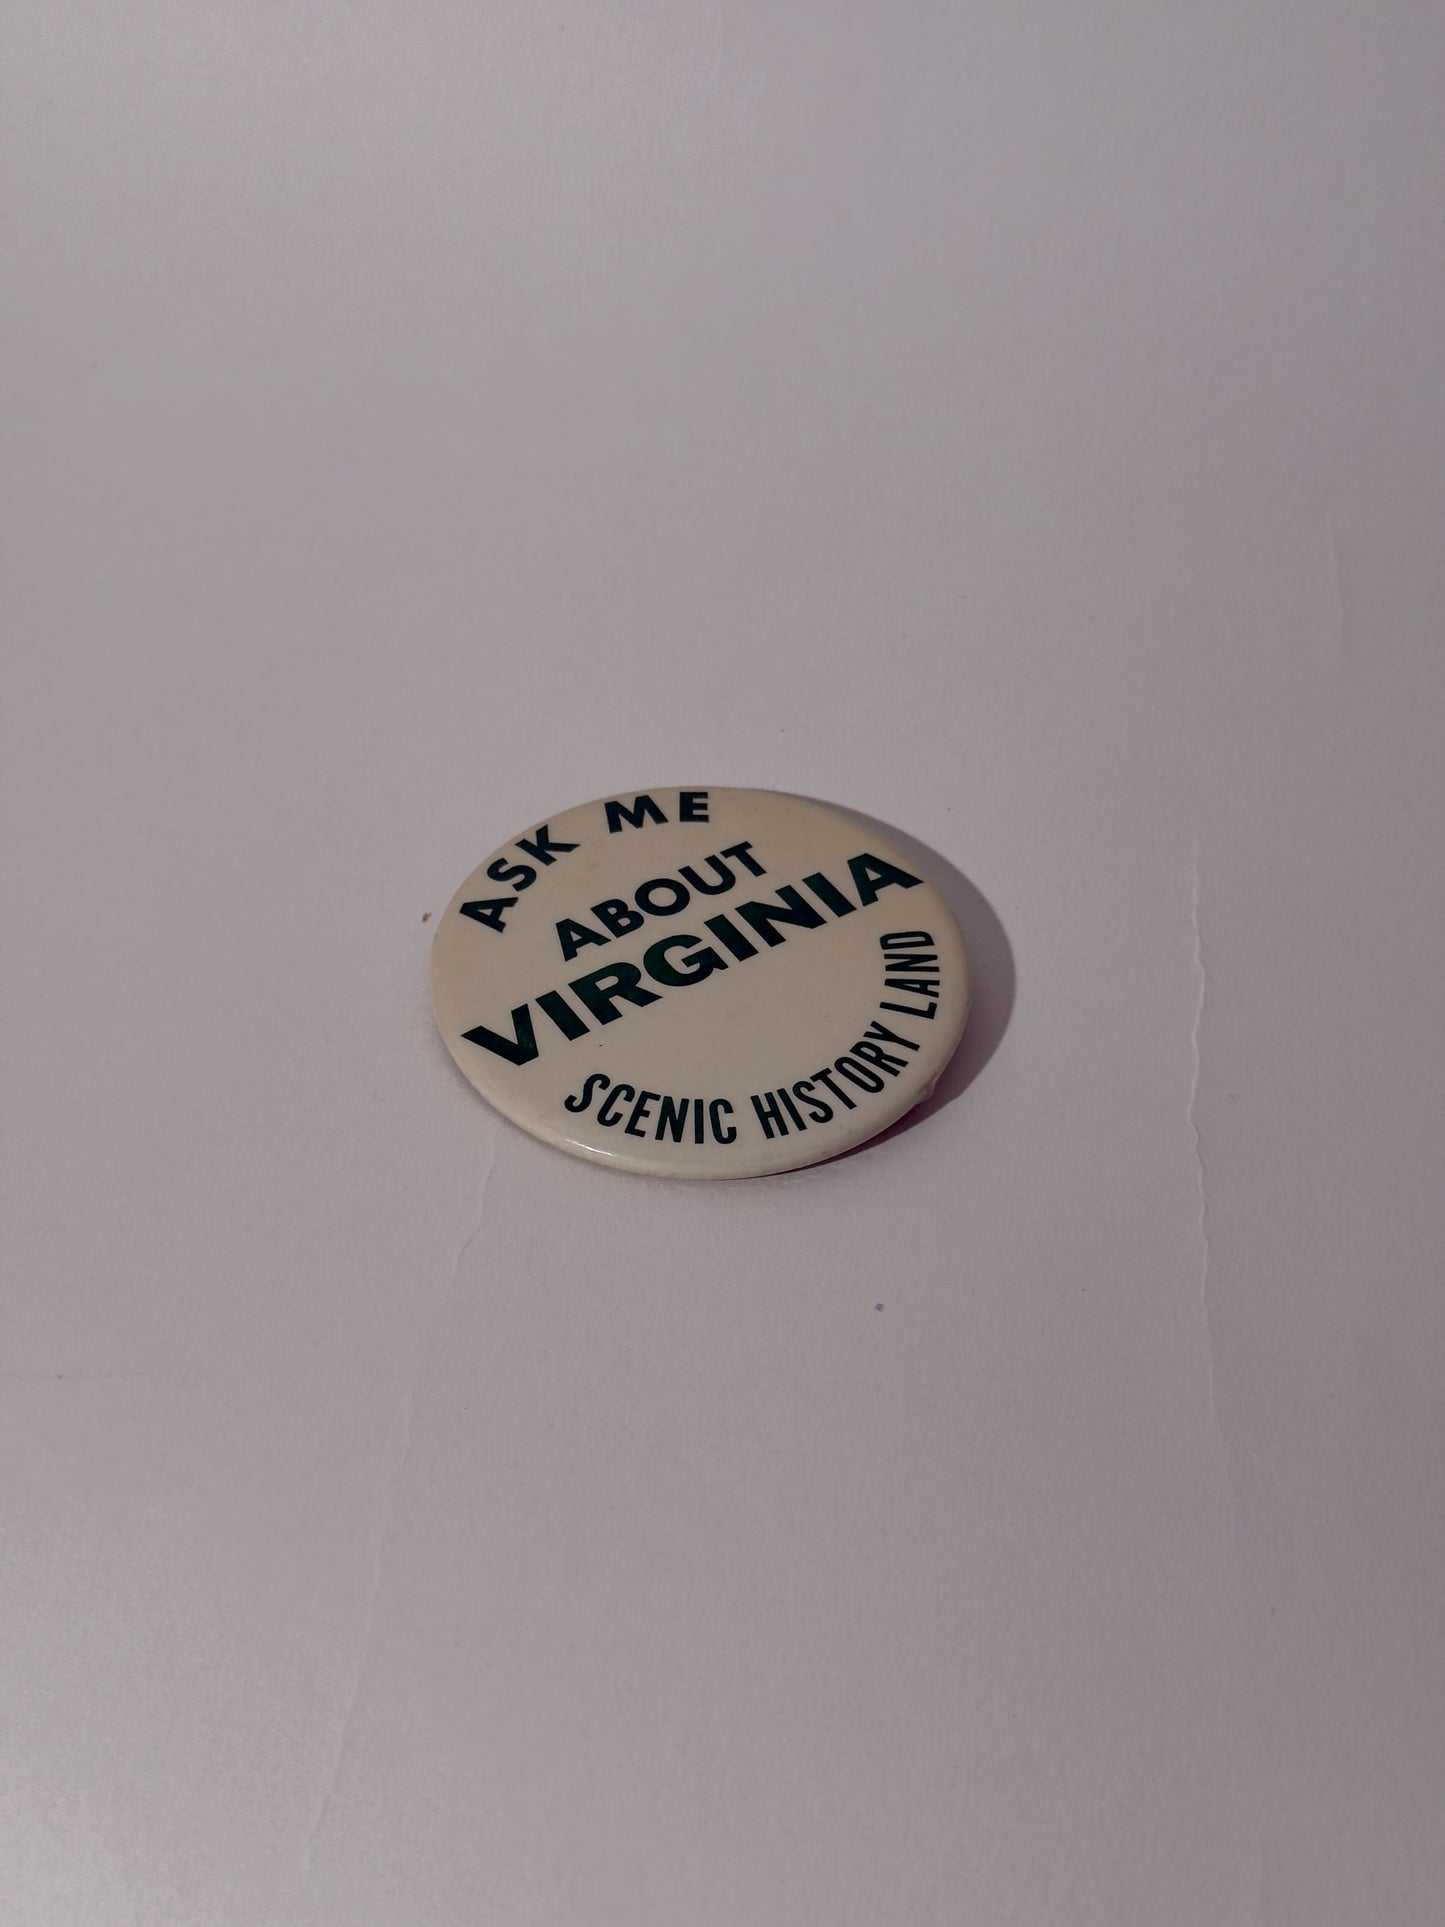 ASK ME
ABOUT
VIRGINIA
SCENIC HISTORY LAND